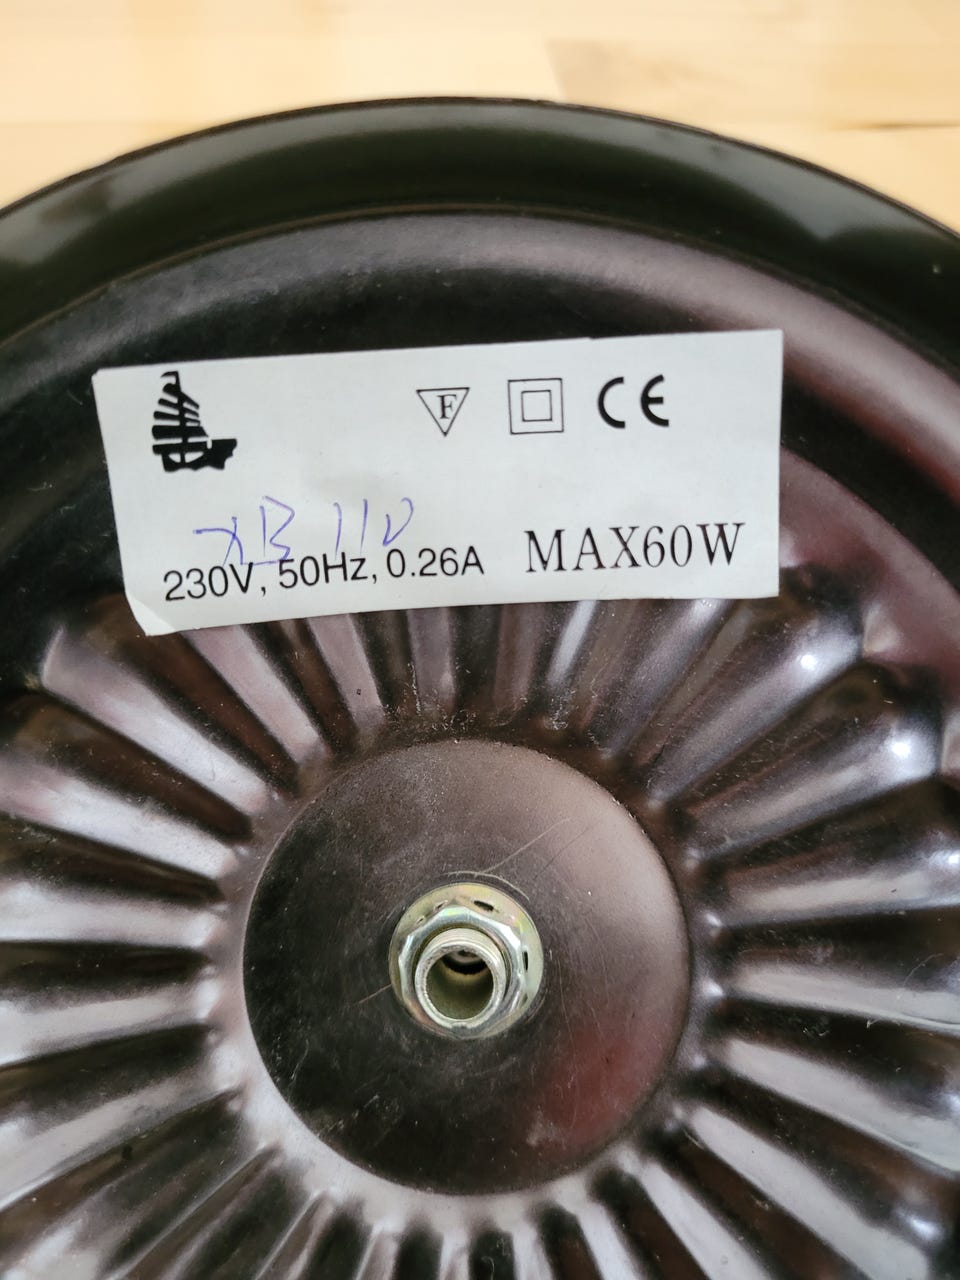 F CE
XB 110
230V, 50Hz, 0.26A MAX60W